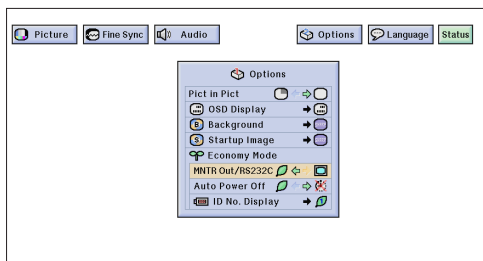 Picture Fine Sync Audio Options Language Status
Options
Pict in Pict
OSD Display
B Background
S Startup Image
Economy Mode
MNTR Out/RS232C
Auto Power Off
ID No. Display 1